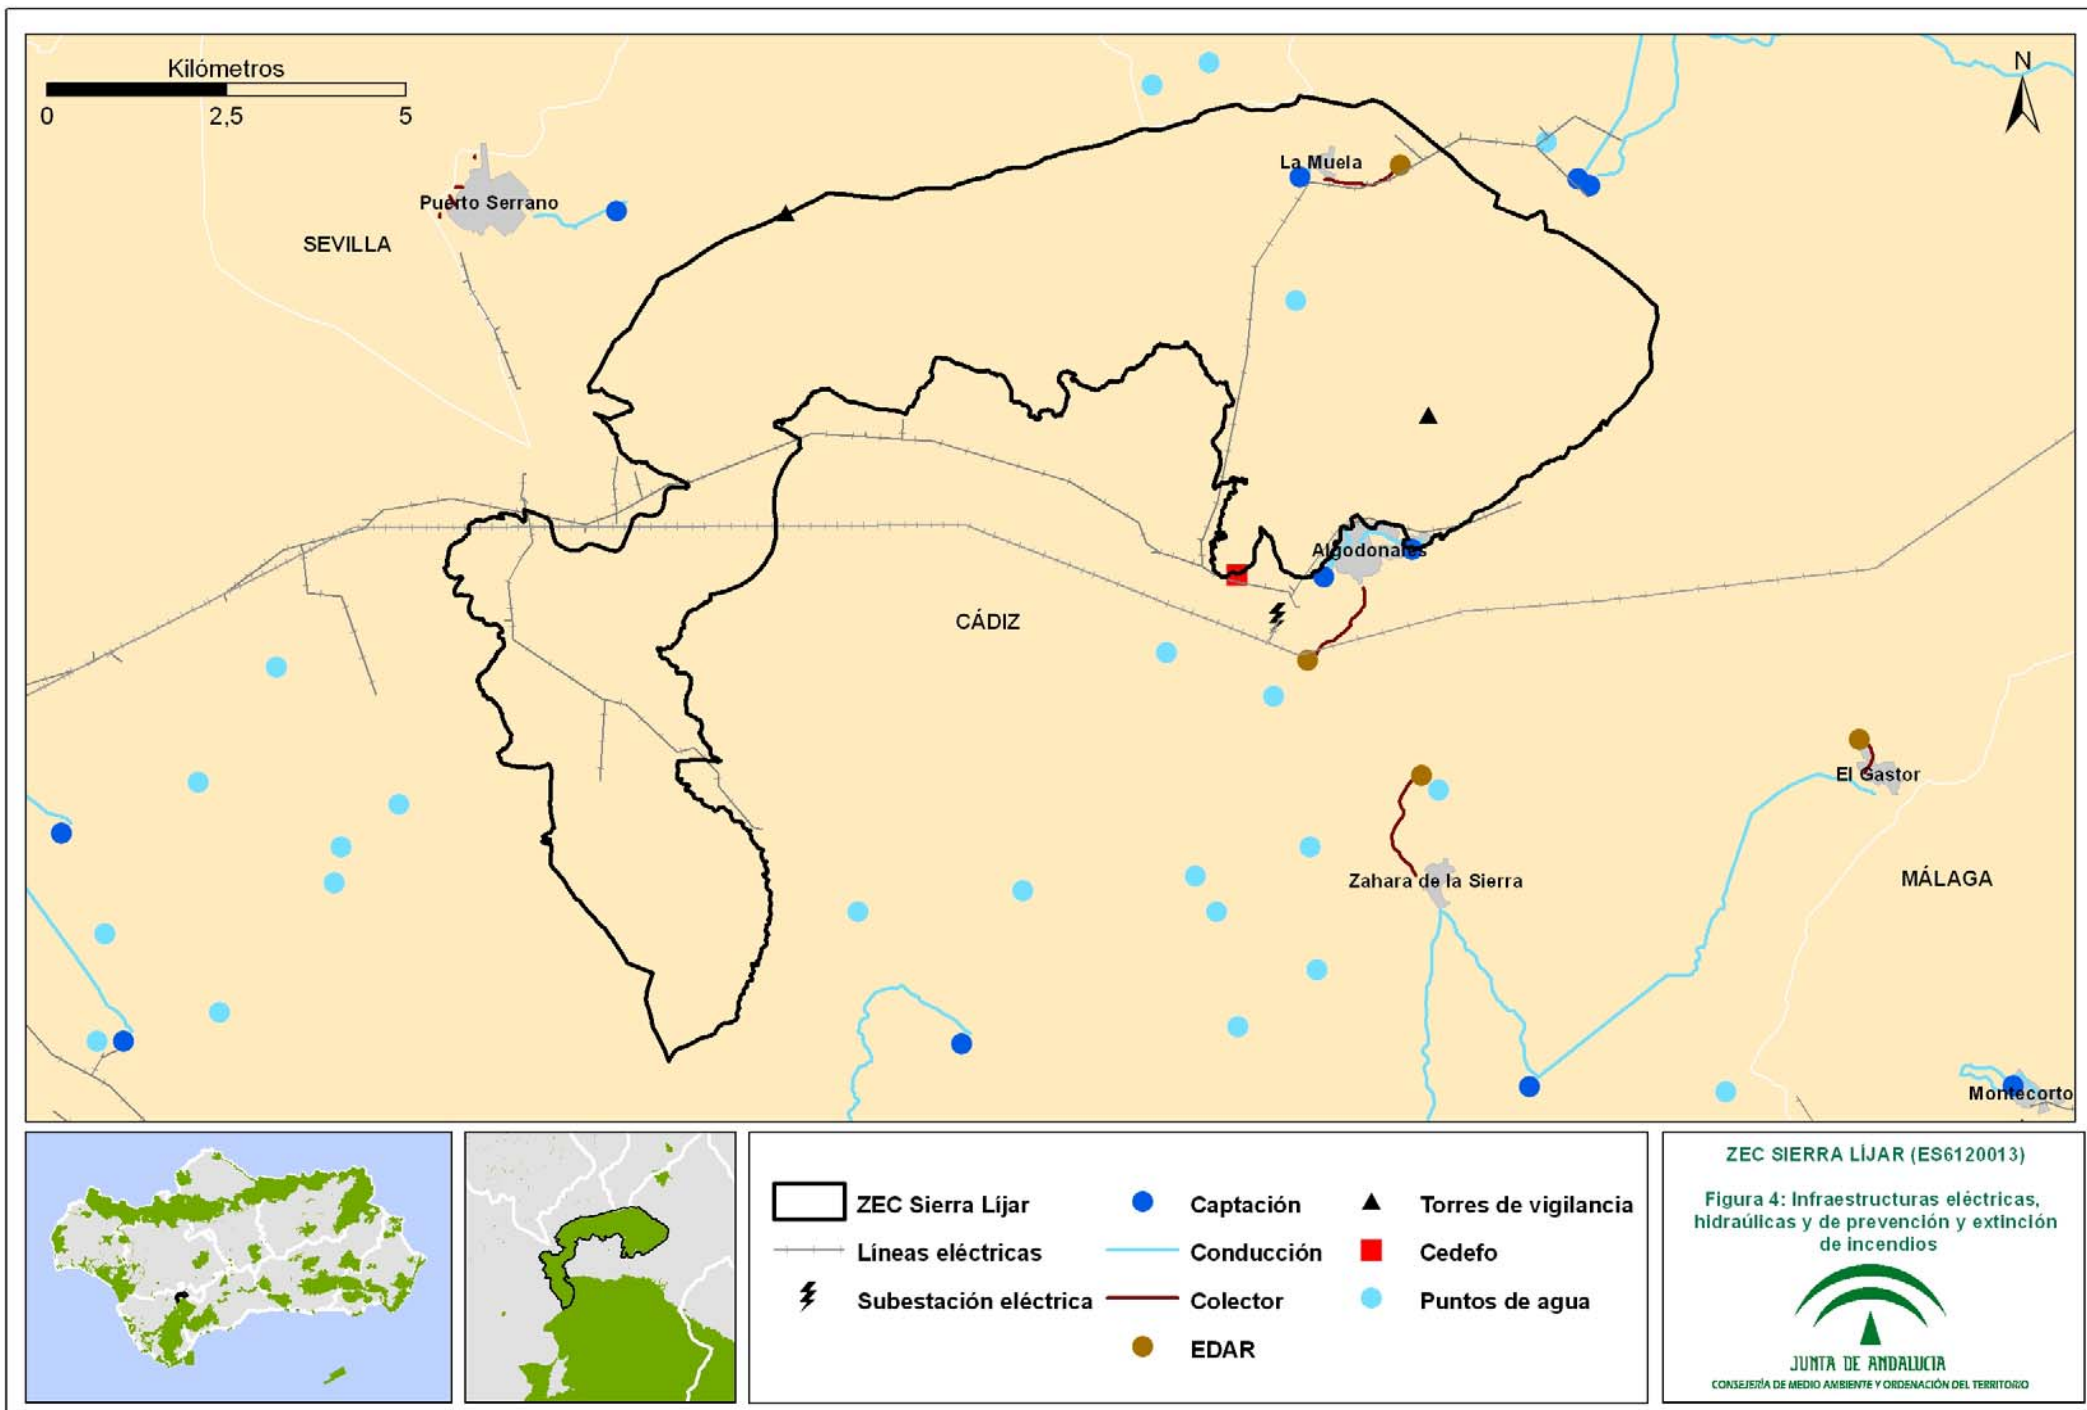 Kilómetros
0 2,5 5
N
La Muela
Puerto Serrano
SEVILLA
Algodonales
CÁDIZ
El Gastor
Zahara de la Sierra
MÁLAGA
Montecorto
ZEC Sierra Líjar
Líneas eléctricas
Subestación eléctrica
Captación
Conducción
Colector
EDAR
Torres de vigilancia
Cedefo
Puntos de agua
ZEC SIERRA LÍJAR (ES6120013)
Figura 4: Infraestructuras eléctricas,
hidraúlicas y de prevención y extinción
de incendios
JUNTA DE ANDALUCIA
CONSEJERÍA DE MEDIO AMBIENTE Y ORDENACIÓN DEL TERRITORIO